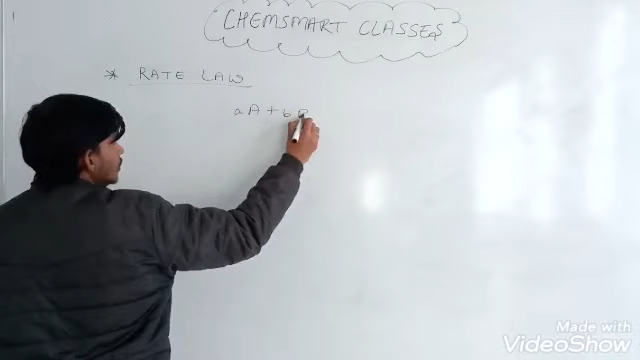 CHEMSMART CLASSES
* RATE LAW
aA + bB
Made with
VideoShow